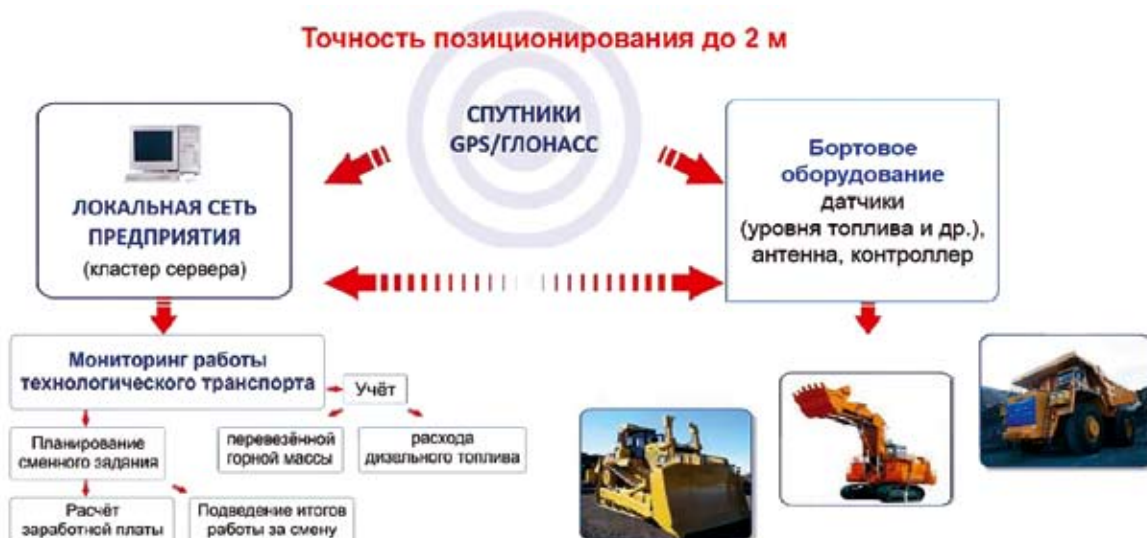 Точность позиционирования до 2 м
СПУТНИКИ
GPS/ГЛОНАСС
ЛОКАЛЬНАЯ СЕТЬ
ПРЕДПРИЯТИЯ
(кластер сервера)
Бортовое
оборудование
датчики
(уровня топлива и др.),
антенна, контроллер
Мониторинг работы
технологического транспорта
Учёт
Планирование
сменного задания
перевезённой
горной массы
расхода
дизельного топлива
Расчёт
заработной платы
Подведение итогов
работы за смену